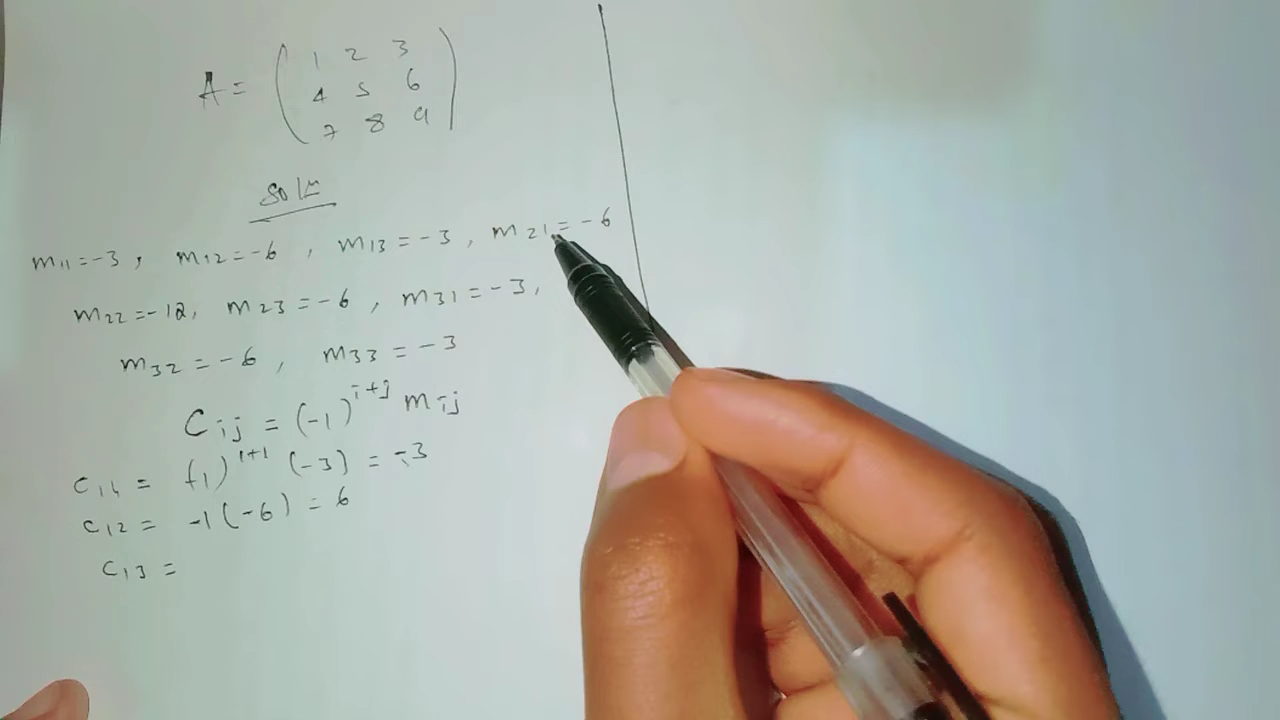 A = ( 1 2 3
4 5 6
7 8 9 )
Soln
m11=-3, m12=-6, m13=-3, m21=-6
m22=-12, m23=-6, m31=-3,
m32=-6, m33=-3
Cij = (-1)^i+j mij
C11 = (-1)^1+1 (-3) = -3
C12 = -1(-6) = 6
C13 =